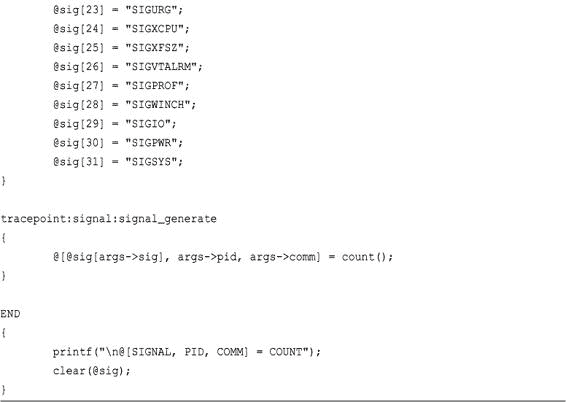 @sig[23] = "SIGURG";
@sig[24] = "SIGXCPU";
@sig[25] = "SIGXFSZ";
@sig[26] = "SIGVTALRM";
@sig[27] = "SIGPROF";
@sig[28] = "SIGWINCH";
@sig[29] = "SIGIO";
@sig[30] = "SIGPWR";
@sig[31] = "SIGSYS";
}
tracepoint:signal:signal_generate
{
@[@sig[args->sig], args->pid, args->comm] = count();
}
END
{
printf("\n@[SIGNAL, PID, COMM] = COUNT");
clear(@sig);
}